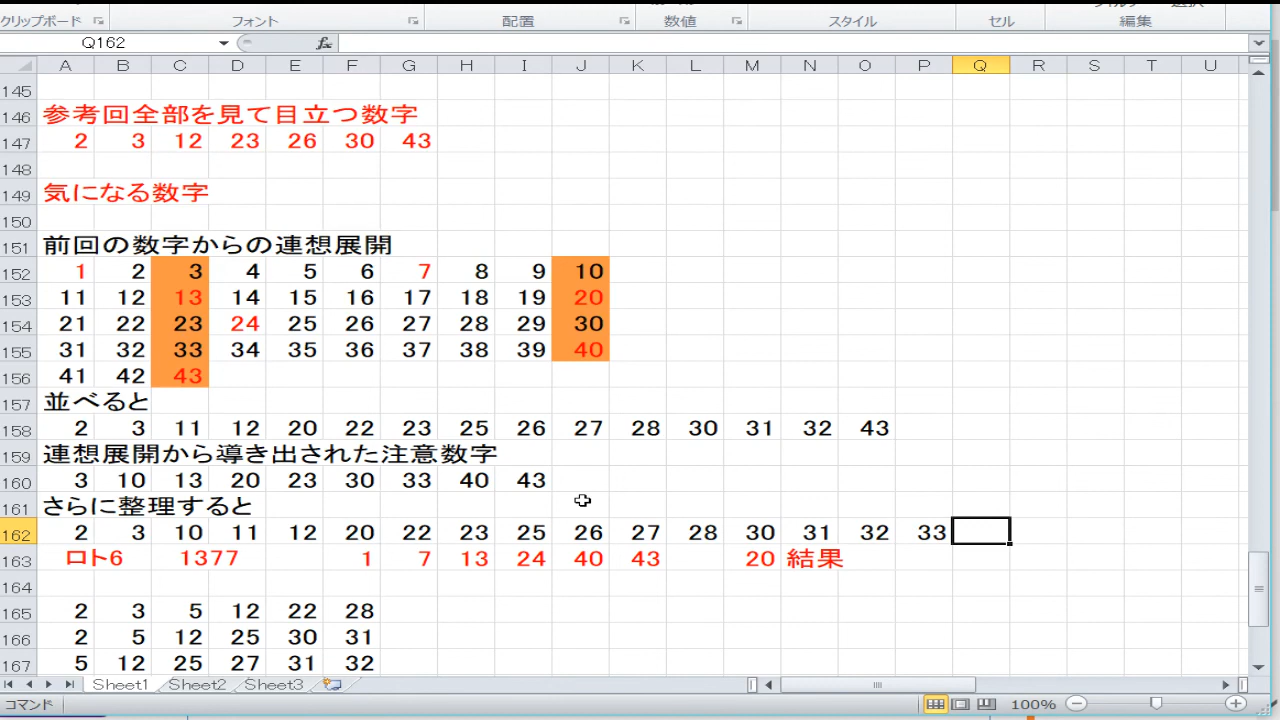 クリップボード フォント 配置 数値 スタイル セル 編集
Q162 fx
A B C D E F G H I J K L M N O P Q R S T U
145
146 参考回全部を見て目立つ数字
147 2 3 12 23 26 30 43
148
149 気になる数字
150
151 前回の数字からの連想展開
152 1 2 3 4 5 6 7 8 9 10
153 11 12 13 14 15 16 17 18 19 20
154 21 22 23 24 25 26 27 28 29 30
155 31 32 33 34 35 36 37 38 39 40
156 41 42 43
157 並べると
158 2 3 11 12 20 22 23 25 26 27 28 30 31 32 43
159 連想展開から導き出された注意数字
160 3 10 13 20 23 30 33 40 43
161 さらに整理すると
162 2 3 10 11 12 20 22 23 25 26 27 28 30 31 32 33
163 ロト6 1377 1 7 13 24 40 43 20 結果
164
165 2 3 5 12 22 28
166 2 5 12 25 30 31
167 5 12 25 27 31 32
Sheet1 Sheet2 Sheet3
コマンド 100%